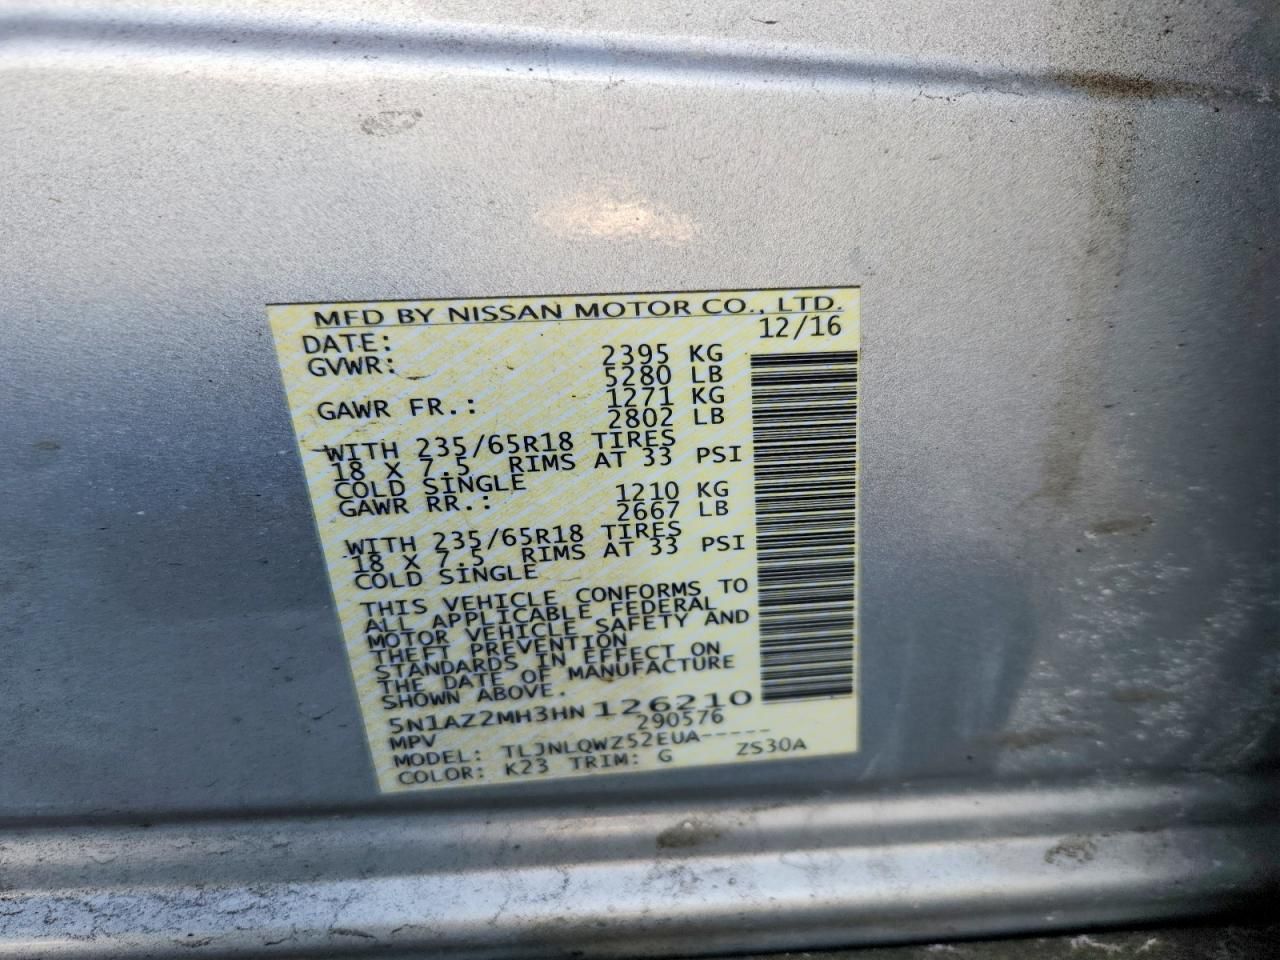 MFD BY NISSAN MOTOR CO., LTD.
DATE: 12/16
GVWR: 2395 KG
5280 LB
GAWR FR.: 1271 KG
2802 LB
WITH 235/65R18 TIRES
18 X 7.5 RIMS AT 33 PSI
COLD SINGLE
GAWR RR.: 1210 KG
2667 LB
WITH 235/65R18 TIRES
18 X 7.5 RIMS AT 33 PSI
COLD SINGLE
THIS VEHICLE CONFORMS TO
ALL APPLICABLE FEDERAL
MOTOR VEHICLE SAFETY AND
THEFT PREVENTION
STANDARDS IN EFFECT ON
THE DATE OF MANUFACTURE
SHOWN ABOVE.
5N1AZ2MH3HN126210
MPV 290576
MODEL: TLJNLQWZ52EUA-----
COLOR: K23 TRIM: G ZS30A